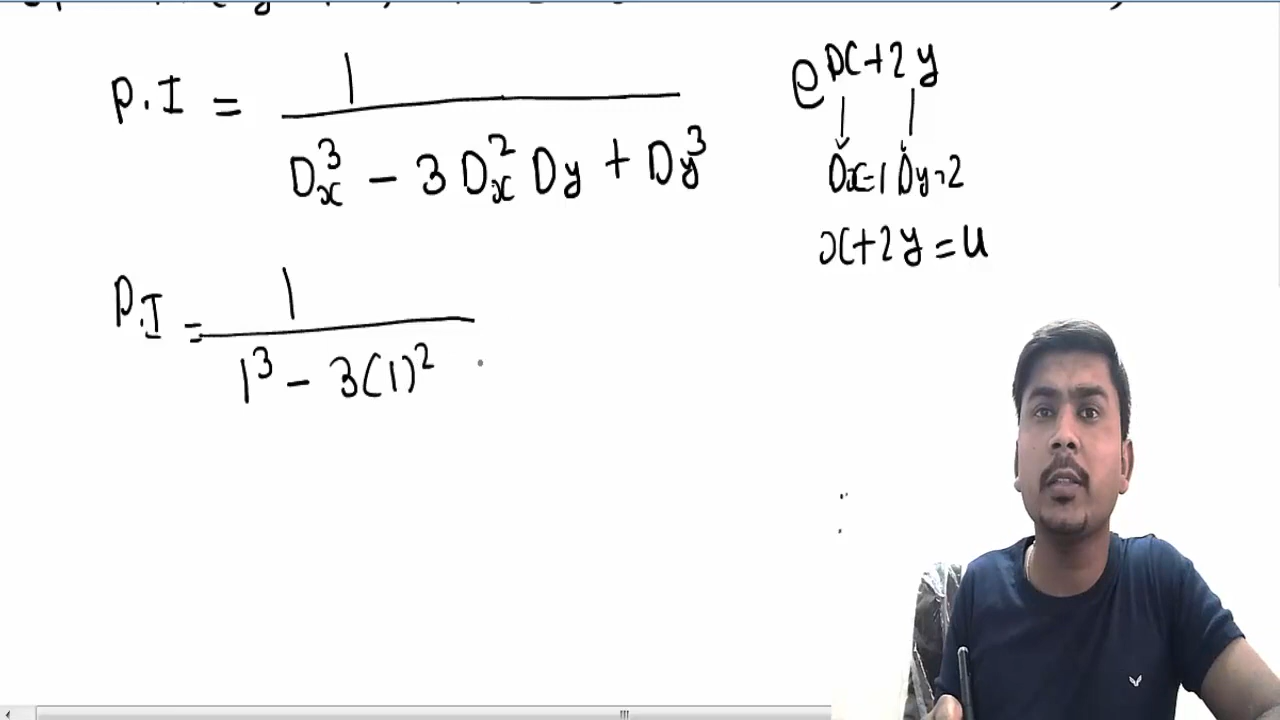 P.I = 1 / (Dx^3 - 3 Dx^2 Dy + Dy^3)
e^(x+2y)
Dx=1 Dy=2
x+2y=u
P.I = 1 / (1^3 - 3(1)^2